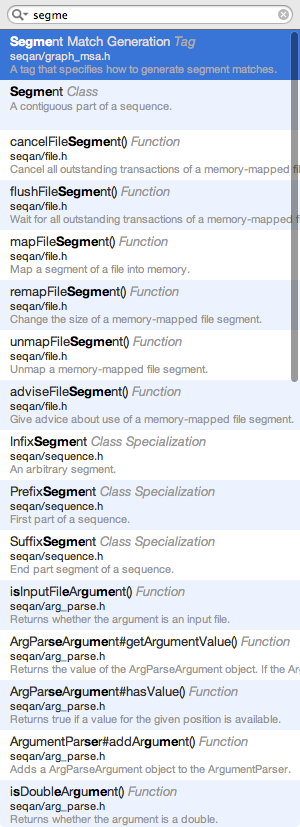 segme
Segment Match Generation Tag
seqan/graph_msa.h
A tag that specifies how to generate segment matches.
Segment Class
A contiguous part of a sequence.
cancelFileSegment() Function
seqan/file.h
Cancel all outstanding transactions of a memory-mapped fil
flushFileSegment() Function
seqan/file.h
Wait for all outstanding transactions of a memory-mapped f
mapFileSegment() Function
seqan/file.h
Map a segment of a file into memory.
remapFileSegment() Function
seqan/file.h
Change the size of a memory-mapped file segment.
unmapFileSegment() Function
seqan/file.h
Unmap a memory-mapped file segment.
adviseFileSegment() Function
seqan/file.h
Give advice about use of a memory-mapped file segment.
InfixSegment Class Specialization
seqan/sequence.h
An arbitrary segment.
PrefixSegment Class Specialization
seqan/sequence.h
First part of a sequence.
SuffixSegment Class Specialization
seqan/sequence.h
End part segment of a sequence.
isInputFileArgument() Function
seqan/arg_parse.h
Returns whether the argument is an input file.
ArgParseArgument#getArgumentValue() Function
seqan/arg_parse.h
Returns the value of the ArgParseArgument object. If the Ar
ArgParseArgument#hasValue() Function
seqan/arg_parse.h
Returns true if a value for the given position is available.
ArgumentParser#addArgument() Function
seqan/arg_parse.h
Adds a ArgParseArgument object to the ArgumentParser.
isDoubleArgument() Function
seqan/arg_parse.h
Returns whether the argument is a double.